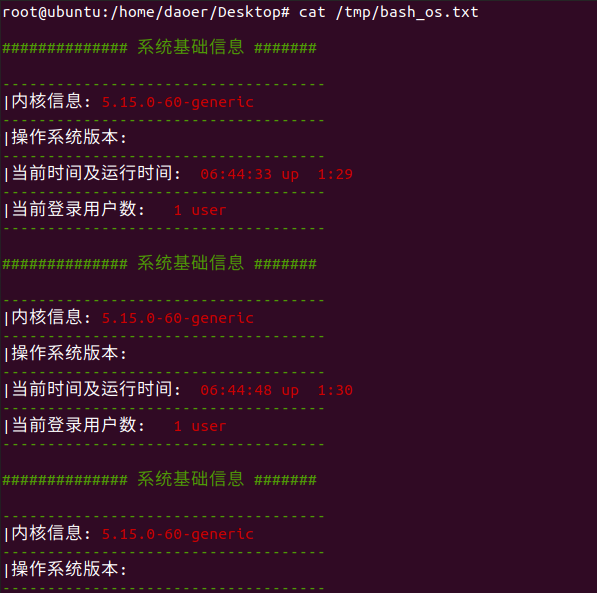 root@ubuntu:/home/daoer/Desktop# cat /tmp/bash_os.txt
############## 系统基础信息 #######
------------------------------------
|内核信息: 5.15.0-60-generic
------------------------------------
|操作系统版本:
------------------------------------
|当前时间及运行时间:  06:44:33 up  1:29
------------------------------------
|当前登录用户数:   1 user
------------------------------------
############## 系统基础信息 #######
------------------------------------
|内核信息: 5.15.0-60-generic
------------------------------------
|操作系统版本:
------------------------------------
|当前时间及运行时间:  06:44:48 up  1:30
------------------------------------
|当前登录用户数:   1 user
------------------------------------
############## 系统基础信息 #######
------------------------------------
|内核信息: 5.15.0-60-generic
------------------------------------
|操作系统版本:
------------------------------------